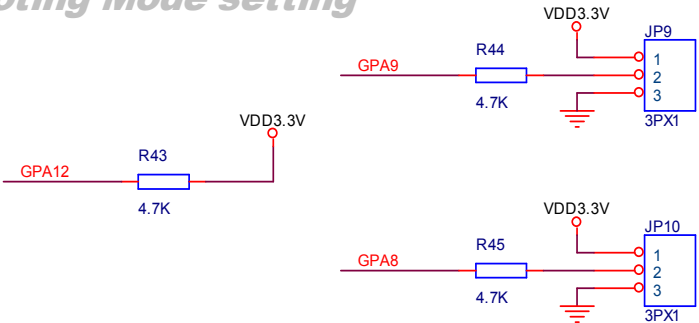 oting Mode setting
VDD3.3V
JP9
R44
GPA9
1
2
3
4.7K
3PX1
VDD3.3V
R43
GPA12
4.7K
VDD3.3V
JP10
R45
GPA8
1
2
3
4.7K
3PX1